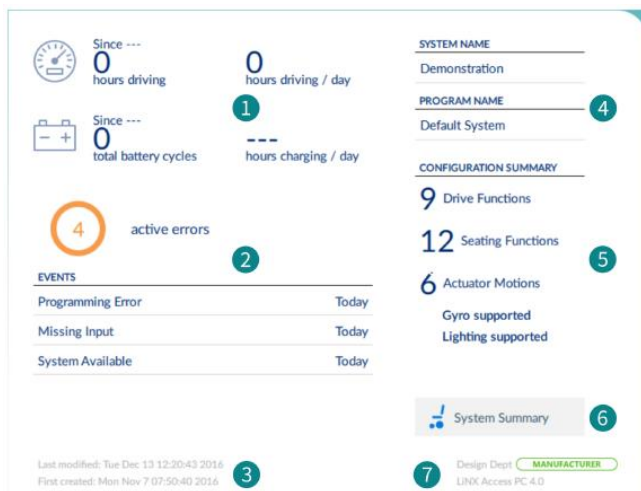 Since ---
0
hours driving
0
hours driving / day
1
Since ---
0
total battery cycles
---
hours charging / day
4
active errors
2
EVENTS
Programming Error Today
Missing Input Today
System Available Today
Last modified: Tue Dec 13 12:20:43 2016
First created: Mon Nov 7 07:50:40 2016
3
SYSTEM NAME
Demonstration
PROGRAM NAME
4
Default System
CONFIGURATION SUMMARY
9 Drive Functions
12 Seating Functions
5
6 Actuator Motions
Gyro supported
Lighting supported
System Summary
6
7
Design Dept MANUFACTURER
LiNX Access PC 4.0